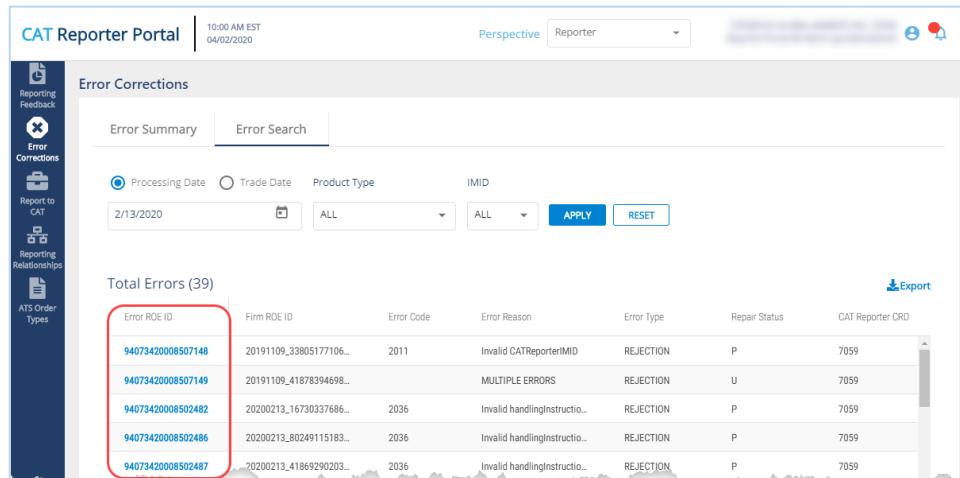 CAT Reporter Portal
10:00 AM EST
04/02/2020
Perspective
Reporter
Reporting
Feedback
Error
Corrections
Report to
CAT
Reporting
Relationships
ATS Order
Types
Error Corrections
Error Summary
Error Search
Processing Date
Trade Date
Product Type
IMID
2/13/2020
ALL
ALL
APPLY
RESET
Total Errors (39)
Export
Error ROE ID Firm ROE ID Error Code Error Reason Error Type Repair Status CAT Reporter CRD
94073420008507148 20191109_33805177106... 2011 Invalid CATReporterIMID REJECTION P 7059
94073420008507149 20191109_41878394698... MULTIPLE ERRORS REJECTION U 7059
94073420008502482 20200213_16730337686... 2036 Invalid handlingInstructio... REJECTION P 7059
94073420008502486 20200213_80249115183... 2036 Invalid handlingInstructio... REJECTION P 7059
94073420008502487 20200213_41869290203... 2036 Invalid handlingInstructio... REJECTION P 7059